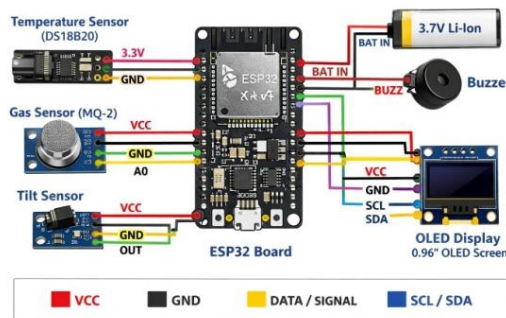 Temperature Sensor
(DS18B20)
3.3V
GND
Gas Sensor (MQ-2)
VCC
GND
A0
Tilt Sensor
VCC
GND
OUT
ESP32
ESP32 Board
3.7V Li-Ion
BAT IN
BAT IN
BUZZ
Buzze
VCC
GND
SCL
SDA
OLED Display
0.96" OLED Screen
VCC
GND
DATA / SIGNAL
SCL / SDA